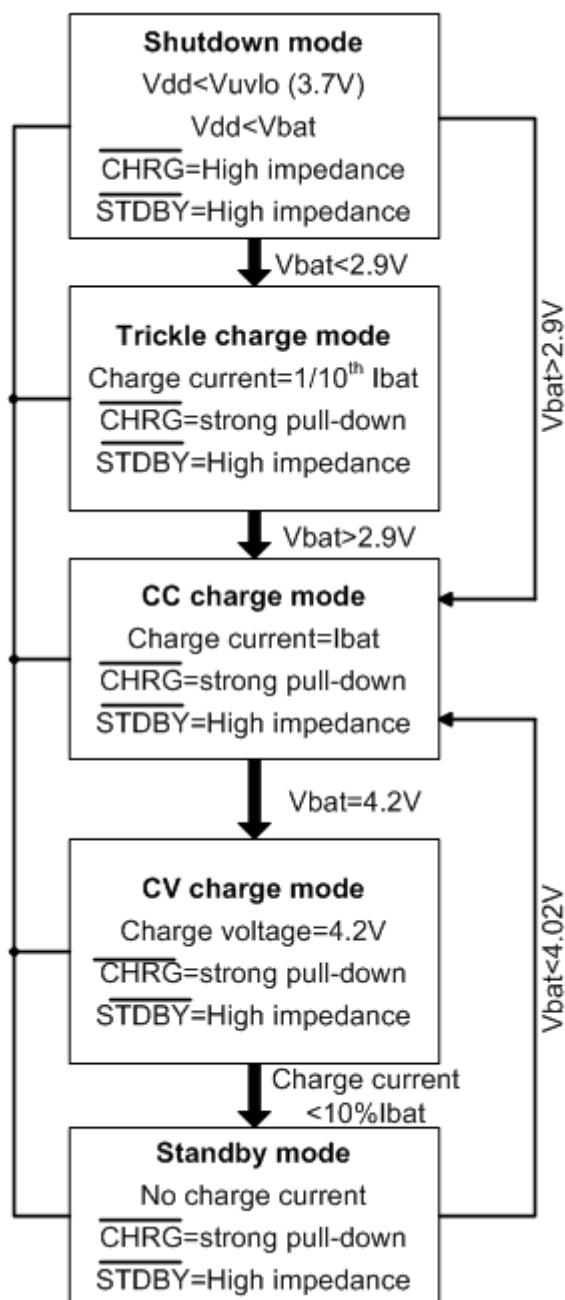 Shutdown mode
Vdd<Vuvlo (3.7V)
Vdd<Vbat
CHRG=High impedance
STDBY=High impedance
Vbat<2.9V
Vbat>2.9V
Trickle charge mode
Charge current=1/10th Ibat
CHRG=strong pull-down
STDBY=High impedance
Vbat>2.9V
CC charge mode
Charge current=Ibat
CHRG=strong pull-down
STDBY=High impedance
Vbat=4.2V
Vbat<4.02V
CV charge mode
Charge voltage=4.2V
CHRG=strong pull-down
STDBY=High impedance
Charge current
<10%Ibat
Standby mode
No charge current
CHRG=strong pull-down
STDBY=High impedance